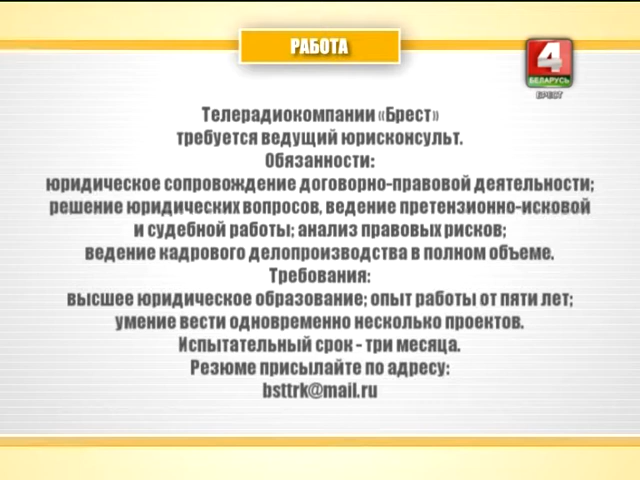 РАБОТА
4
БЕЛАРУСЬ
БРЕСТ
Телерадиокомпании «Брест»
требуется ведущий юрисконсульт.
Обязанности:
юридическое сопровождение договорно-правовой деятельности;
решение юридических вопросов, ведение претензионно-исковой
и судебной работы; анализ правовых рисков;
ведение кадрового делопроизводства в полном объеме.
Требования:
высшее юридическое образование; опыт работы от пяти лет;
умение вести одновременно несколько проектов.
Испытательный срок - три месяца.
Резюме присылайте по адресу:
bsttrk@mail.ru